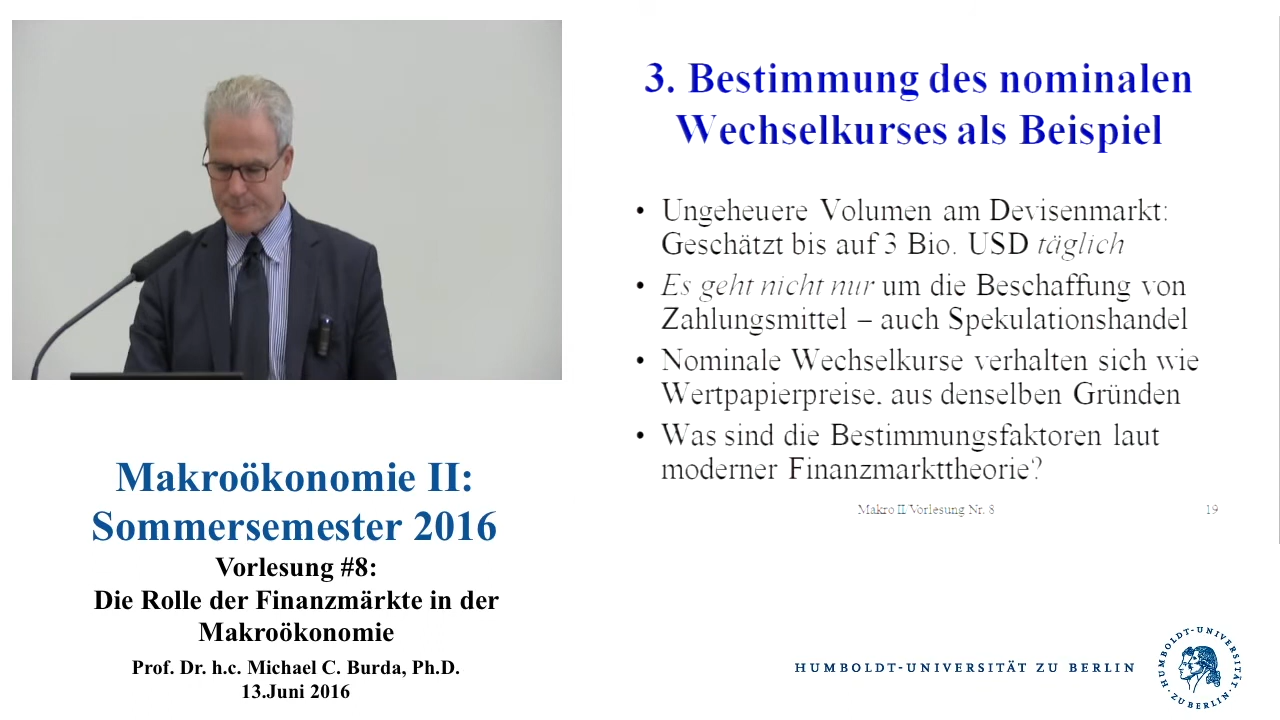 3. Bestimmung des nominalen
Wechselkurses als Beispiel
• Ungeheuere Volumen am Devisenmarkt:
Geschätzt bis auf 3 Bio. USD täglich
• Es geht nicht nur um die Beschaffung von
Zahlungsmittel – auch Spekulationshandel
• Nominale Wechselkurse verhalten sich wie
Wertpapierpreise, aus denselben Gründen
• Was sind die Bestimmungsfaktoren laut
moderner Finanzmarkttheorie?
Makro II/Vorlesung Nr. 8
19
Makroökonomie II:
Sommersemester 2016
Vorlesung #8:
Die Rolle der Finanzmärkte in der
Makroökonomie
Prof. Dr. h.c. Michael C. Burda, Ph.D.
13.Juni 2016
HUMBOLDT-UNIVERSITÄT ZU BERLIN
HUMBOLDT-UNIVERSITÄT ZU BERLIN